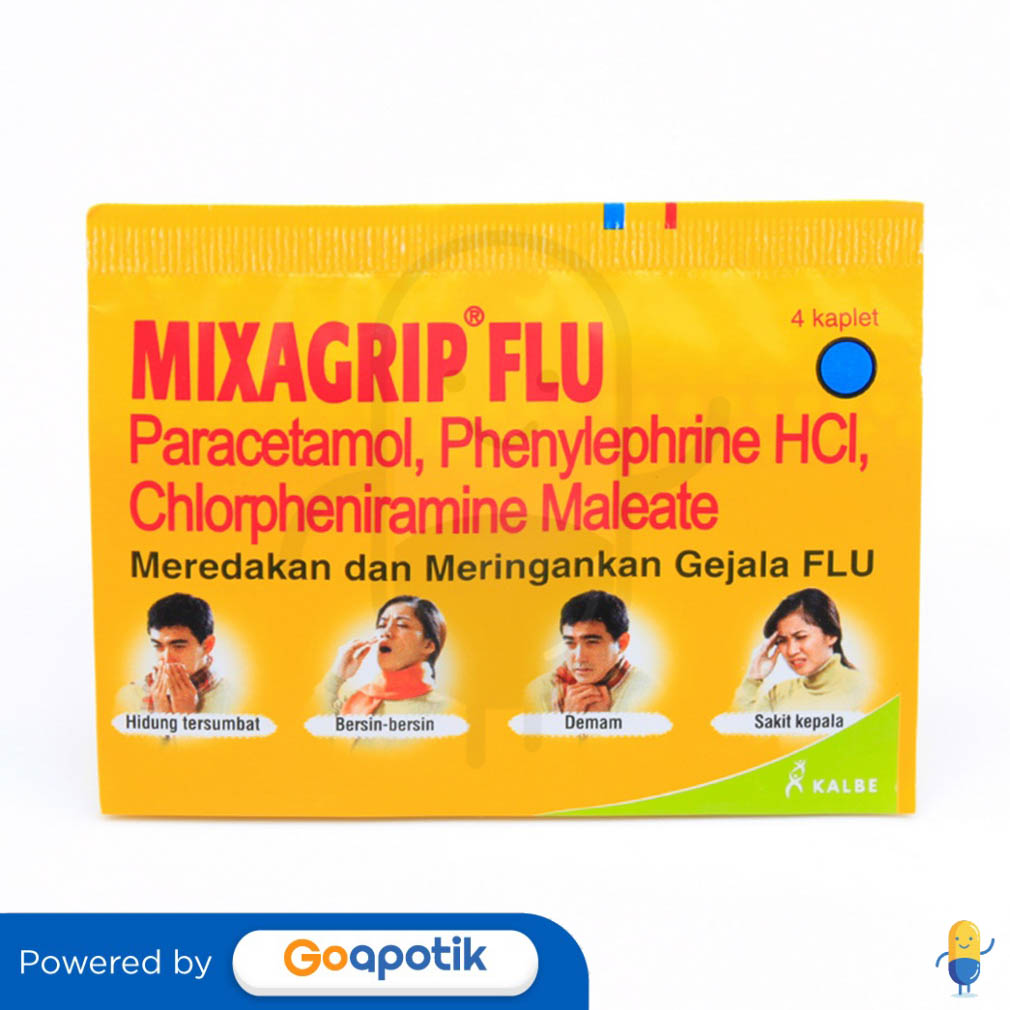 4 kaplet
MIXAGRIP® FLU
Paracetamol, Phenylephrine HCl,
Chlorpheniramine Maleate
Meredakan dan Meringankan Gejala FLU
Hidung tersumbat
Bersin-bersin
Demam
Sakit kepala
KALBE
Powered by Goapotik